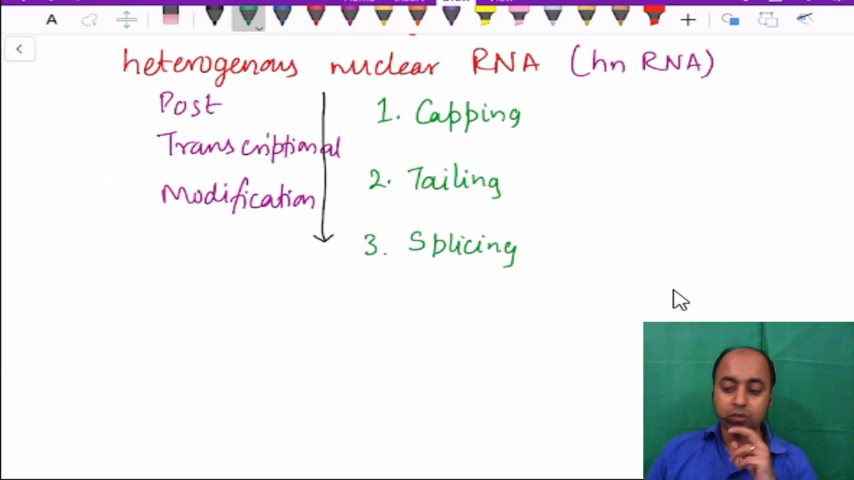 heterogenous nuclear RNA (hn RNA)
Post
1. Capping
Transcriptional
2. Tailing
Modification
3. Splicing